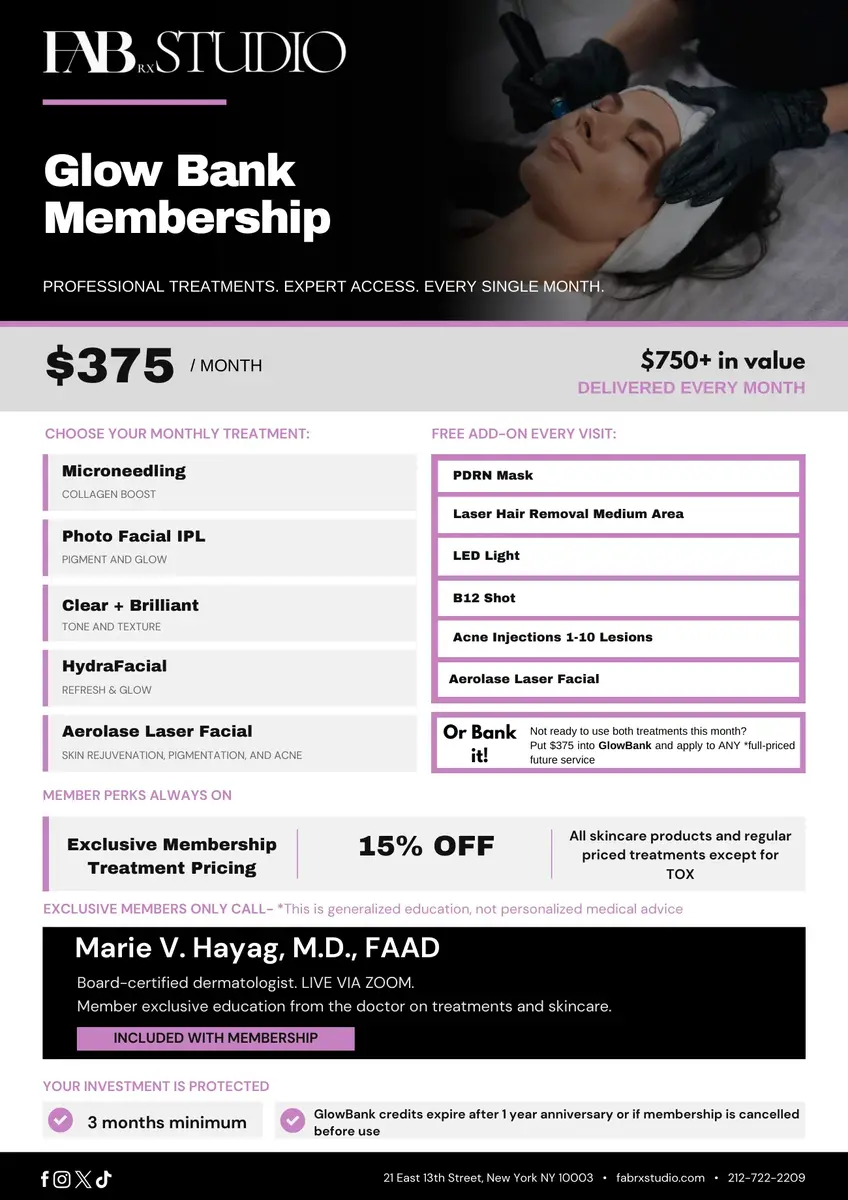 FAB RX STUDIO
Glow Bank
Membership
PROFESSIONAL TREATMENTS. EXPERT ACCESS. EVERY SINGLE MONTH.
$375 / MONTH
$750+ in value
DELIVERED EVERY MONTH
CHOOSE YOUR MONTHLY TREATMENT:
Microneedling
COLLAGEN BOOST
Photo Facial IPL
PIGMENT AND GLOW
Clear + Brilliant
TONE AND TEXTURE
HydraFacial
REFRESH & GLOW
Aerolase Laser Facial
SKIN REJUVENATION, PIGMENTATION, AND ACNE
FREE ADD-ON EVERY VISIT:
PDRN Mask
Laser Hair Removal Medium Area
LED Light
B12 Shot
Acne Injections 1-10 Lesions
Aerolase Laser Facial
Or Bank
it!
Not ready to use both treatments this month?
Put $375 into GlowBank and apply to ANY *full-priced
future service
MEMBER PERKS ALWAYS ON
Exclusive Membership
Treatment Pricing
15% OFF
All skincare products and regular
priced treatments except for
TOX
EXCLUSIVE MEMBERS ONLY CALL- *This is generalized education, not personalized medical advice
Marie V. Hayag, M.D., FAAD
Board-certified dermatologist. LIVE VIA ZOOM.
Member exclusive education from the doctor on treatments and skincare.
INCLUDED WITH MEMBERSHIP
YOUR INVESTMENT IS PROTECTED
3 months minimum
GlowBank credits expire after 1 year anniversary or if membership is cancelled
before use
21 East 13th Street, New York NY 10003 • fabrxstudio.com • 212-722-2209